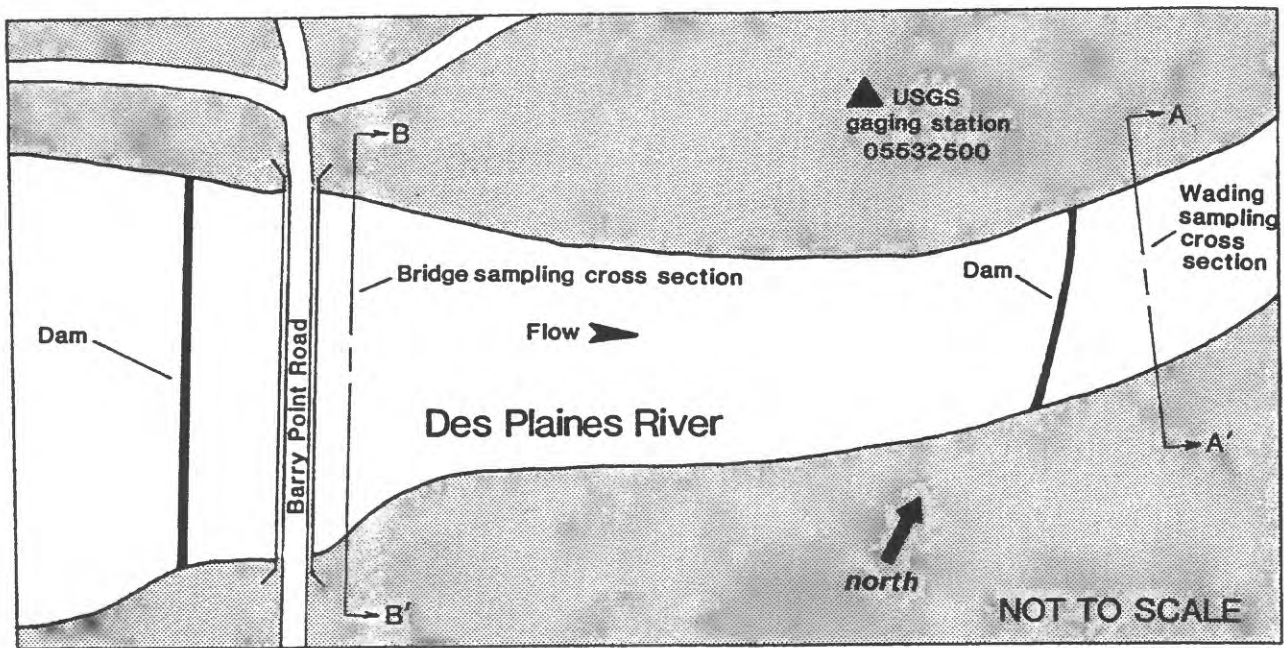 B
USGS
gaging station
05532500
A
Wading
sampling
cross
section
Bridge sampling cross section
Dam
Dam
Flow
Barry Point Road
Des Plaines River
A'
north
B'
NOT TO SCALE